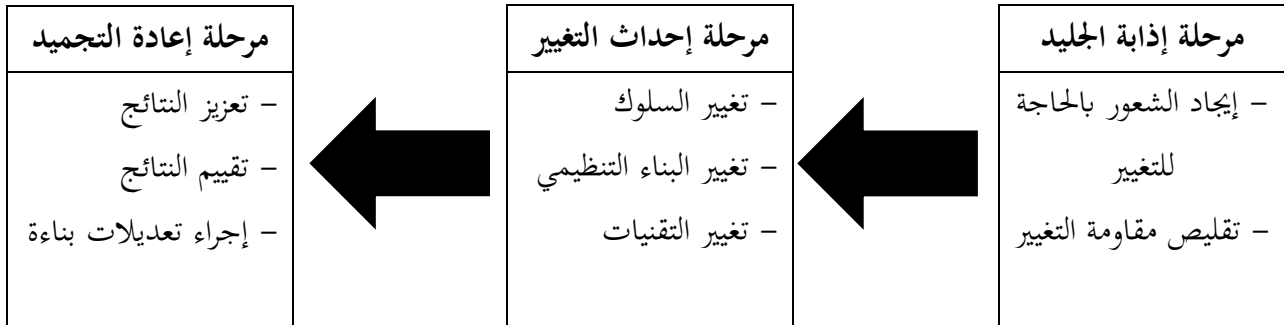 مرحلة إذابة الجليد
– إيجاد الشعور بالحاجة
للتغيير
– تقليص مقاومة التغيير
مرحلة إحداث التغيير
– تغيير السلوك
– تغيير البناء التنظيمي
– تغيير التقنيات
مرحلة إعادة التجميد
– تعزيز النتائج
– تقييم النتائج
– إجراء تعديلات بناءة